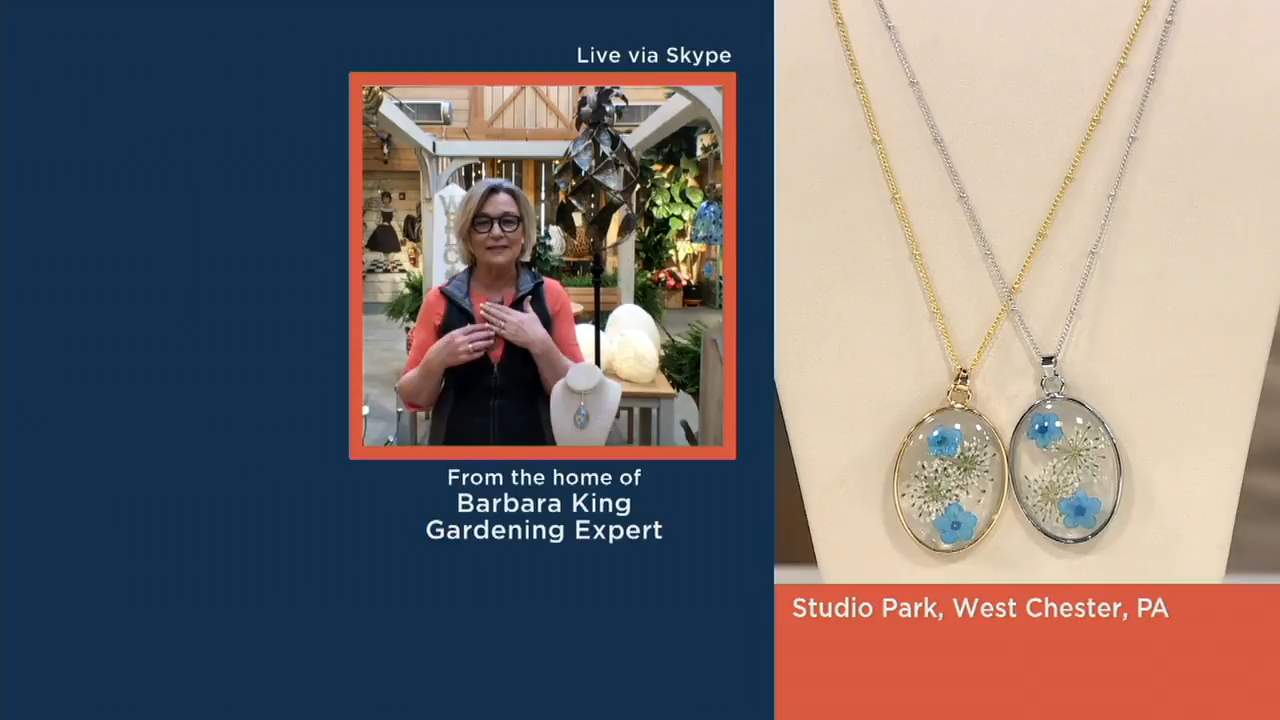 Live via Skype
From the home of
Barbara King
Gardening Expert
Studio Park, West Chester, PA